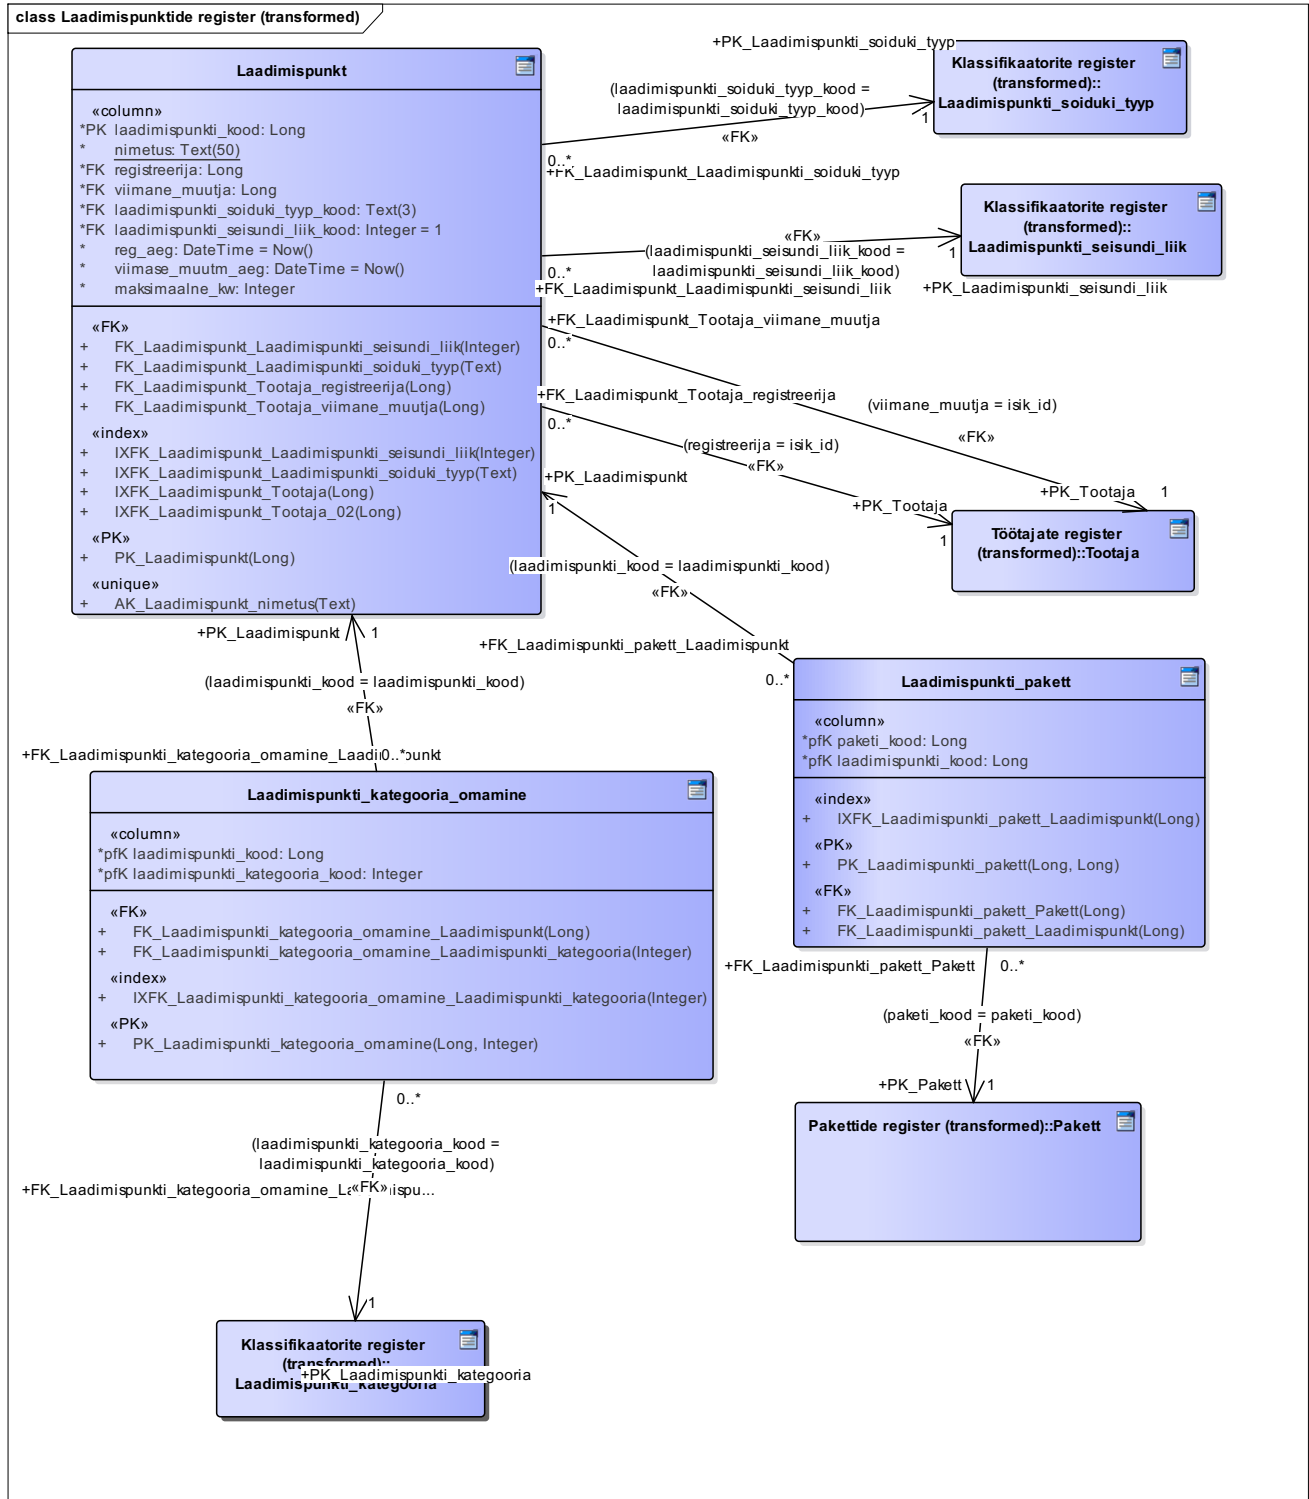 class Laadimispunktide register (transformed)
Laadimispunkt
«column»
*PK laadimispunkti_kood: Long
* nimetus: Text(50)
*FK registreerija: Long
*FK viimane_muutja: Long
*FK laadimispunkti_soiduki_tyyp_kood: Text(3)
*FK laadimispunkti_seisundi_liik_kood: Integer = 1
* reg_aeg: DateTime = Now()
* viimase_muutm_aeg: DateTime = Now()
* maksimaalne_kw: Integer
«FK»
+ FK_Laadimispunkt_Laadimispunkti_seisundi_liik(Integer)
+ FK_Laadimispunkt_Laadimispunkti_soiduki_tyyp(Text)
+ FK_Laadimispunkt_Tootaja_registreerija(Long)
+ FK_Laadimispunkt_Tootaja_viimane_muutja(Long)
«index»
+ IXFK_Laadimispunkt_Laadimispunkti_seisundi_liik(Integer)
+ IXFK_Laadimispunkt_Laadimispunkti_soiduki_tyyp(Text)
+ IXFK_Laadimispunkt_Tootaja(Long)
+ IXFK_Laadimispunkt_Tootaja_02(Long)
«PK»
+ PK_Laadimispunkt(Long)
«unique»
+ AK_Laadimispunkt_nimetus(Text)
+PK_Laadimispunkti_soiduki_tyyp
Klassifikaatorite register
(transformed)::
Laadimispunkti_soiduki_tyyp
(laadimispunkti_soiduki_tyyp_kood =
laadimispunkti_soiduki_tyyp_kood)
1
«FK»
0..*
+FK_Laadimispunkt_Laadimispunkti_soiduki_tyyp
Klassifikaatorite register
(transformed)::
Laadimispunkti_seisundi_liik
«FK»
(laadimispunkti_seisundi_liik_kood =
laadimispunkti_seisundi_liik_kood)
1
0..*
+FK_Laadimispunkt_Laadimispunkti_seisundi_liik
+PK_Laadimispunkti_seisundi_liik
+FK_Laadimispunkt_Tootaja_viimane_muutja
0..*
(viimane_muutja = isik_id)
«FK»
+PK_Tootaja
1
+FK_Laadimispunkt_Tootaja_registreerija
0..*
(registreerija = isik_id)
«FK»
+PK_Tootaja
1
Töötajate register
(transformed)::Tootaja
+PK_Laadimispunkt
1
(laadimispunkti_kood = laadimispunkti_kood)
«FK»
+FK_Laadimispunkti_pakett_Laadimispunkt
0..*
Laadimispunkti_pakett
«column»
*pfK paketi_kood: Long
*pfK laadimispunkti_kood: Long
«index»
+ IXFK_Laadimispunkti_pakett_Laadimispunkt(Long)
«PK»
+ PK_Laadimispunkti_pakett(Long, Long)
«FK»
+ FK_Laadimispunkti_pakett_Pakett(Long)
+ FK_Laadimispunkti_pakett_Laadimispunkt(Long)
+FK_Laadimispunkti_pakett_Pakett
0..*
(paketi_kood = paketi_kood)
«FK»
+PK_Pakett
1
Pakettide register (transformed)::Pakett
+PK_Laadimispunkt
1
(laadimispunkti_kood = laadimispunkti_kood)
«FK»
0..*
Laadimispunkti_kategooria_omamine
«column»
*pfK laadimispunkti_kood: Long
*pfK laadimispunkti_kategooria_kood: Integer
«FK»
+ FK_Laadimispunkti_kategooria_omamine_Laadimispunkt(Long)
+ FK_Laadimispunkti_kategooria_omamine_Laadimispunkti_kategooria(Integer)
«index»
+ IXFK_Laadimispunkti_kategooria_omamine_Laadimispunkti_kategooria(Integer)
«PK»
+ PK_Laadimispunkti_kategooria_omamine(Long, Integer)
0..*
(laadimispunkti_kategooria_kood =
laadimispunkti_kategooria_kood)
«FK»
1
Klassifikaatorite register
(transformed)::
+PK_Laadimispunkti_kategooria
Laadimispunkti_kategooria